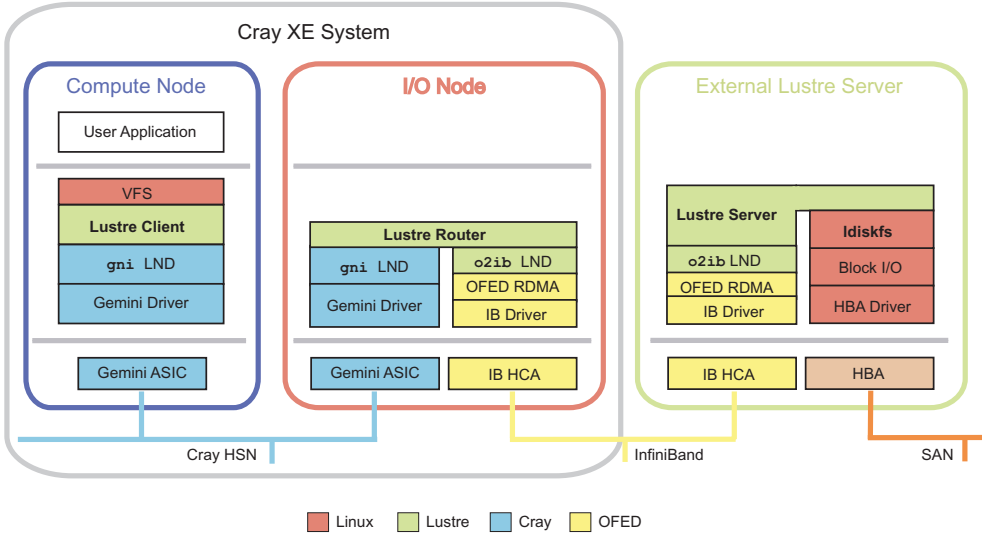 Cray XE System
Compute Node
User Application
VFS
Lustre Client
gni LND
Gemini Driver
Gemini ASIC
I/O Node
Lustre Router
gni LND
Gemini Driver
o2ib LND
OFED RDMA
IB Driver
Gemini ASIC
IB HCA
External Lustre Server
Lustre Server
o2ib LND
OFED RDMA
IB Driver
ldiskfs
Block I/O
HBA Driver
IB HCA
HBA
Cray HSN
InfiniBand
SAN
Linux
Lustre
Cray
OFED